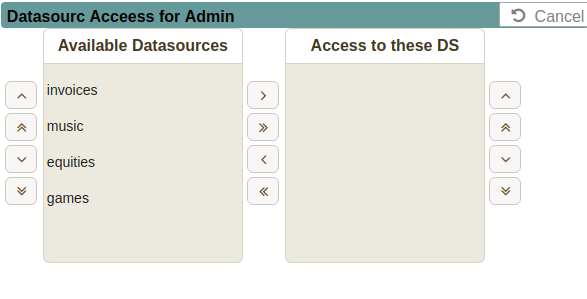 Datasourc Acceess for Admin
Cancel
Available Datasources
Access to these DS
invoices
music
equities
games